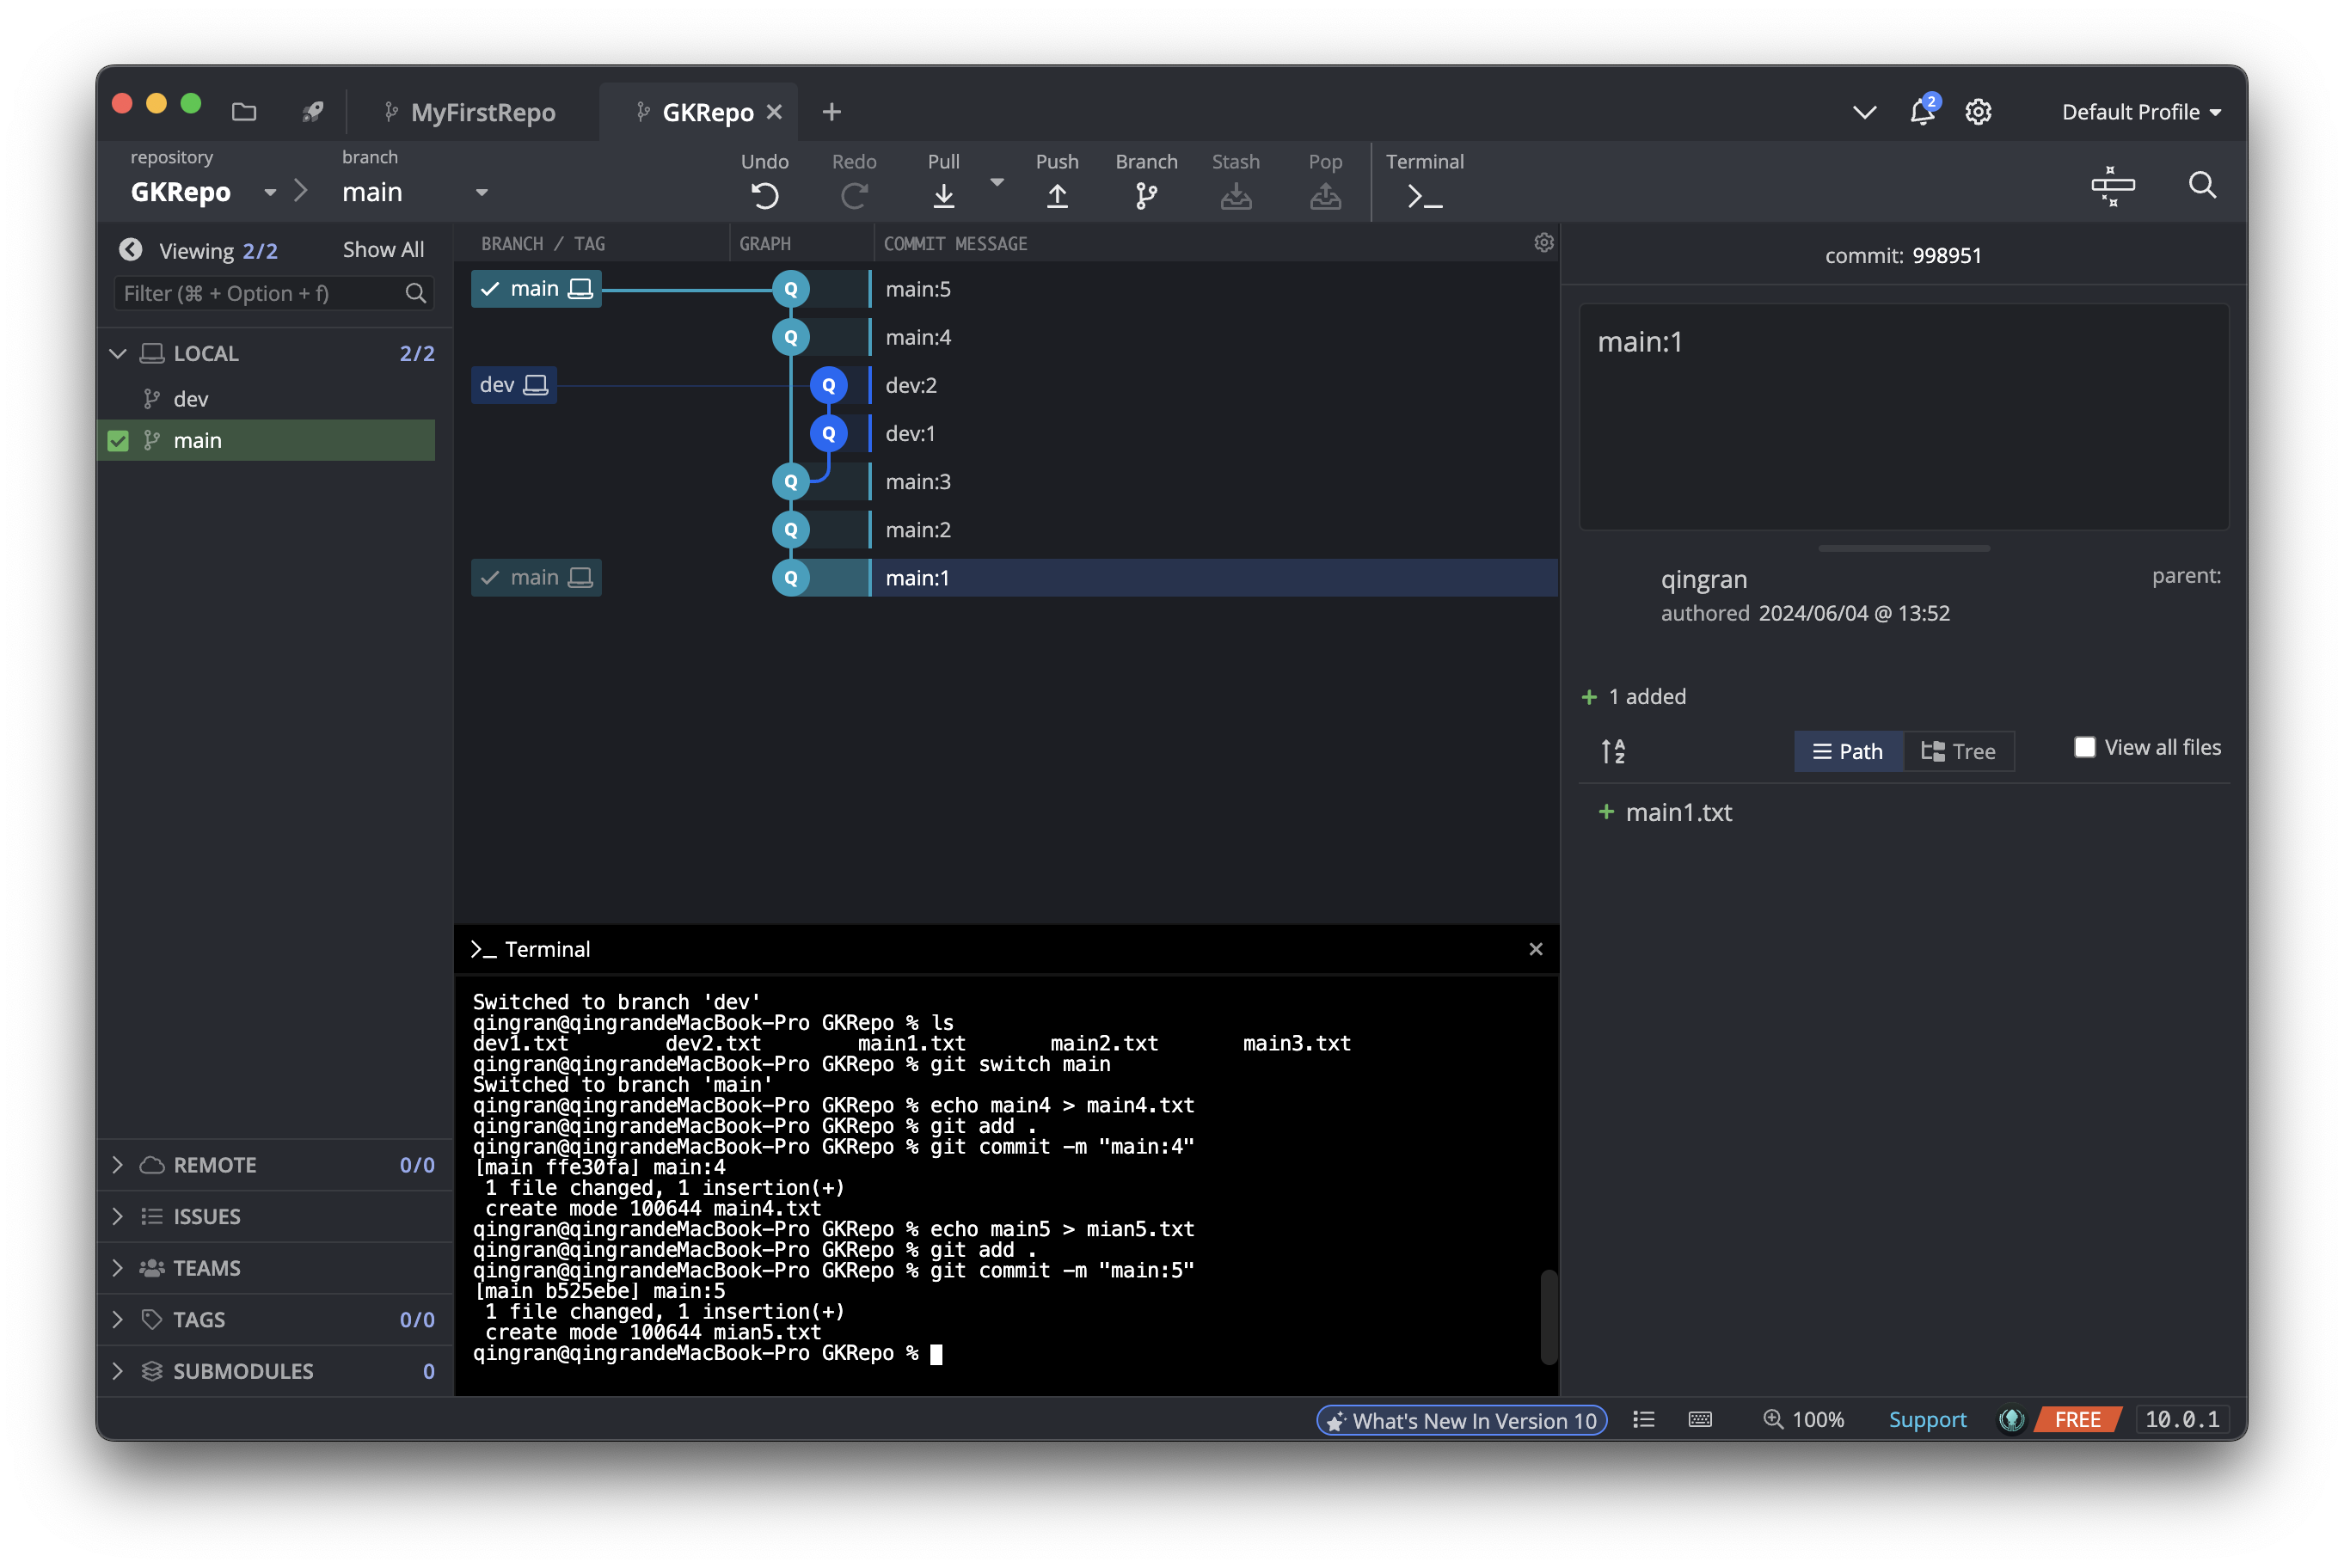 MyFirstRepo
GKRepo
2
Default Profile
repository
GKRepo
branch
main
Undo
Redo
Pull
Push
Branch
Stash
Pop
Terminal
Viewing 2/2
Show All
Filter (⌘ + Option + f)
LOCAL 2/2
dev
main
REMOTE 0/0
ISSUES
TEAMS
TAGS 0/0
SUBMODULES 0
BRANCH / TAG
GRAPH
COMMIT MESSAGE
main Q main:5
Q main:4
dev Q dev:2
Q dev:1
Q main:3
Q main:2
main Q main:1
>_ Terminal
Switched to branch 'dev'
qingran@qingrandeMacBook-Pro GKRepo % ls
dev1.txt dev2.txt main1.txt main2.txt main3.txt
qingran@qingrandeMacBook-Pro GKRepo % git switch main
Switched to branch 'main'
qingran@qingrandeMacBook-Pro GKRepo % echo main4 > main4.txt
qingran@qingrandeMacBook-Pro GKRepo % git add .
qingran@qingrandeMacBook-Pro GKRepo % git commit -m "main:4"
[main ffe30fa] main:4
1 file changed, 1 insertion(+)
create mode 100644 main4.txt
qingran@qingrandeMacBook-Pro GKRepo % echo main5 > mian5.txt
qingran@qingrandeMacBook-Pro GKRepo % git add .
qingran@qingrandeMacBook-Pro GKRepo % git commit -m "main:5"
[main b525ebe] main:5
1 file changed, 1 insertion(+)
create mode 100644 mian5.txt
qingran@qingrandeMacBook-Pro GKRepo %
commit: 998951
main:1
qingran
parent:
authored 2024/06/04 @ 13:52
+ 1 added
A Z
Path
Tree
View all files
+ main1.txt
What's New In Version 10
100%
Support
FREE
10.0.1